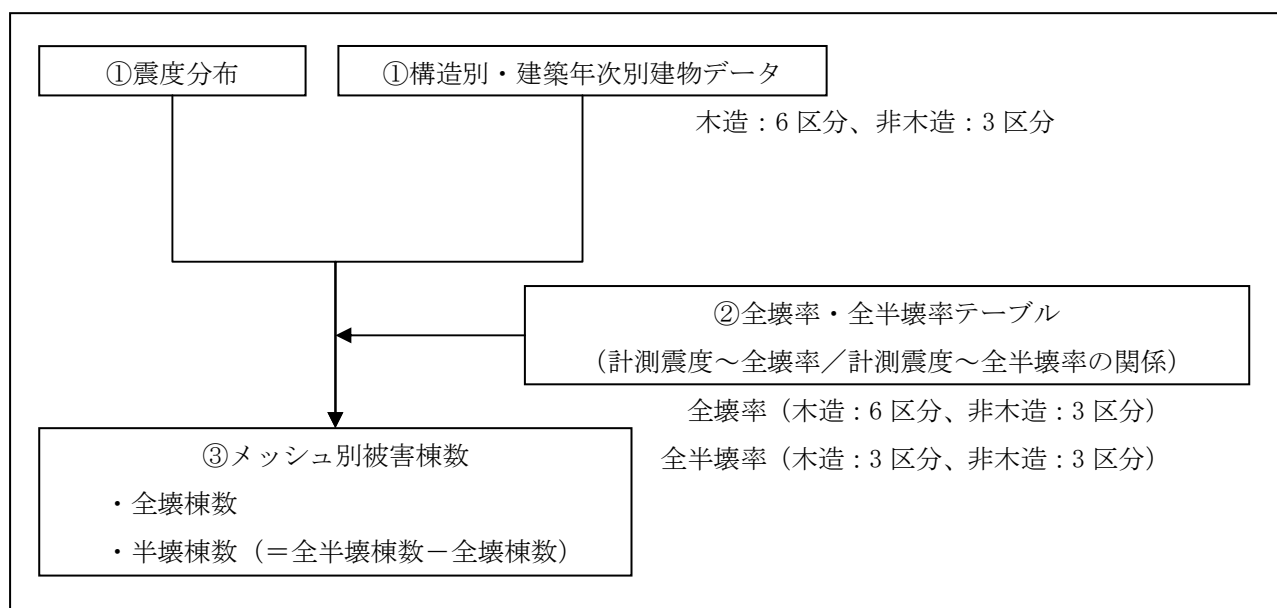 ①震度分布
①構造別・建築年次別建物データ
木造：6 区分、非木造：3 区分
②全壊率・全半壊率テーブル
（計測震度～全壊率／計測震度～全半壊率の関係）
全壊率（木造：6 区分、非木造：3 区分）
全半壊率（木造：3 区分、非木造：3 区分）
③メッシュ別被害棟数
・全壊棟数
・半壊棟数（＝全半壊棟数－全壊棟数）